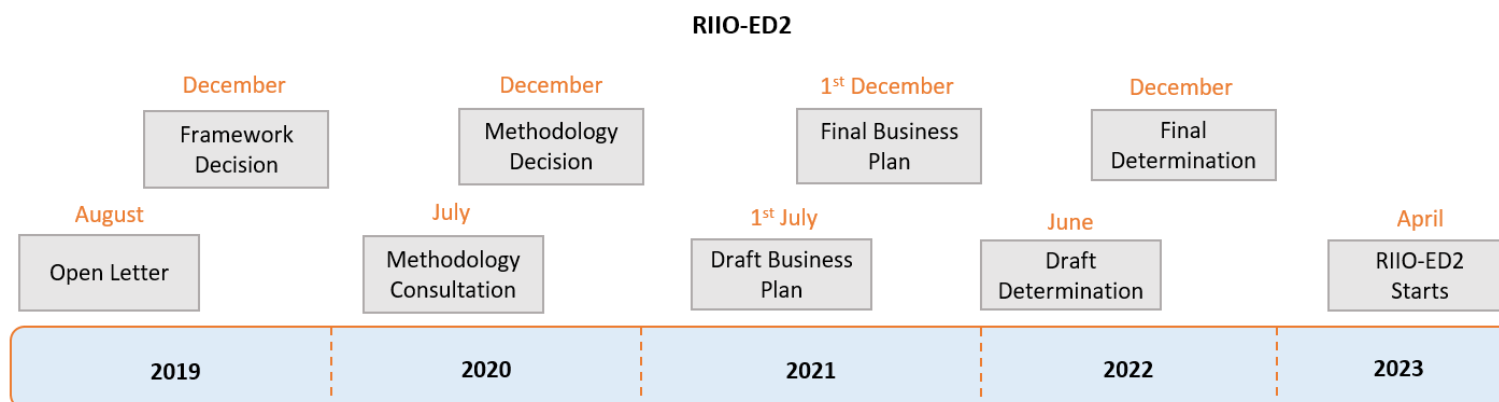 RIIO-ED2
December
Framework
Decision
December
Methodology
Decision
1st December
Final Business
Plan
December
Final
Determination
August
Open Letter
July
Methodology
Consultation
1st July
Draft Business
Plan
June
Draft
Determination
April
RIIO-ED2
Starts
2019
2020
2021
2022
2023